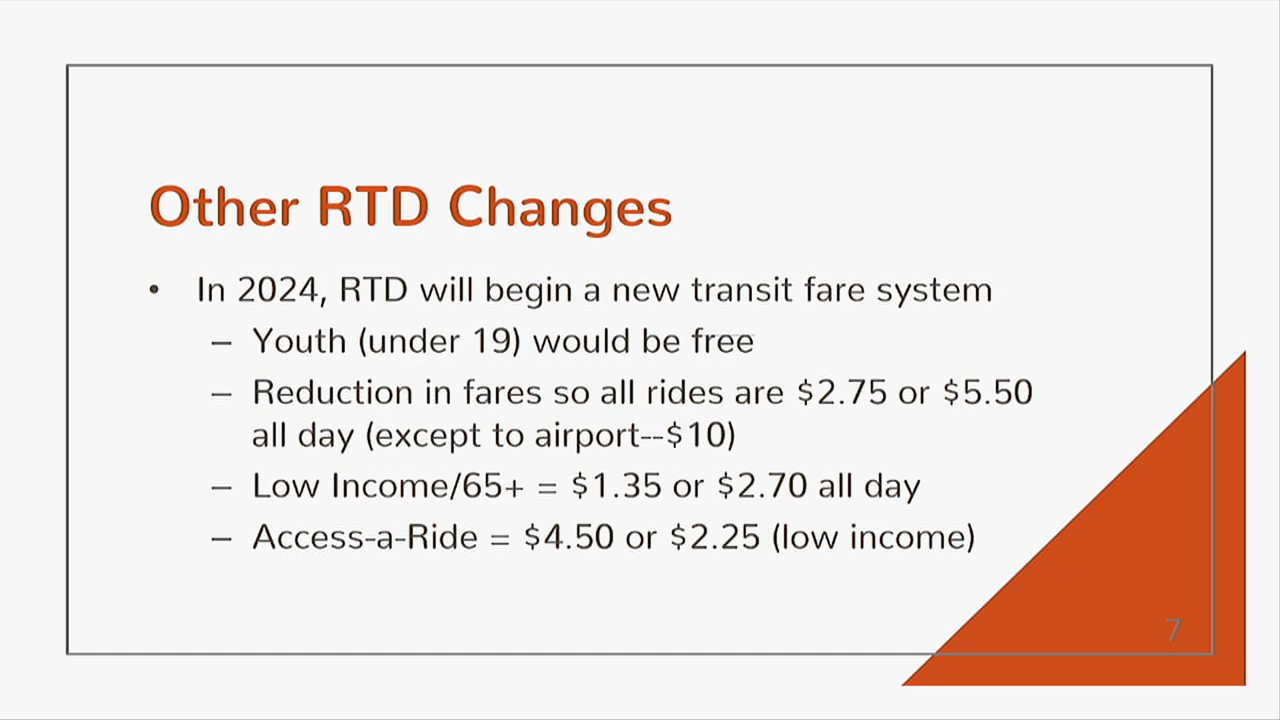 Other RTD Changes
• In 2024, RTD will begin a new transit fare system
– Youth (under 19) would be free
– Reduction in fares so all rides are $2.75 or $5.50
all day (except to airport--$10)
– Low Income/65+ = $1.35 or $2.70 all day
– Access-a-Ride = $4.50 or $2.25 (low income)
7